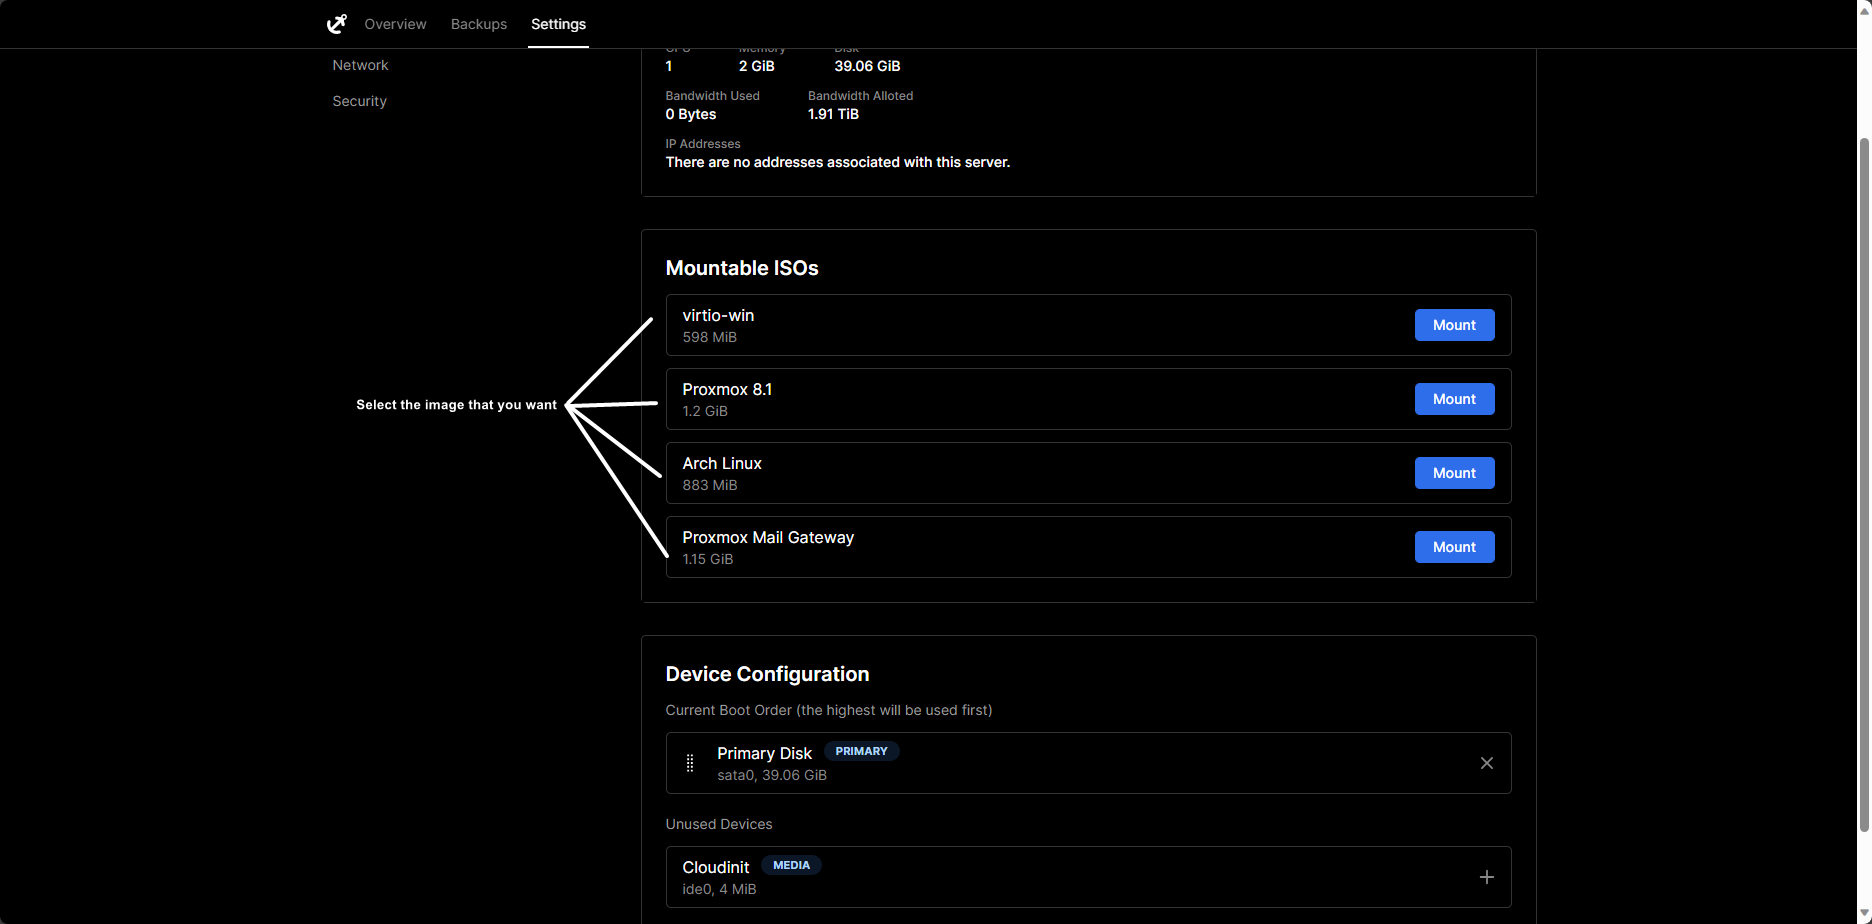 Overview
Backups
Settings
Network
Security
CPU
Memory
Disk
1
2 GiB
39.06 GiB
Bandwidth Used
Bandwidth Alloted
0 Bytes
1.91 TiB
IP Addresses
There are no addresses associated with this server.
Mountable ISOs
virtio-win
598 MiB
Mount
Proxmox 8.1
1.2 GiB
Mount
Select the image that you want
Arch Linux
883 MiB
Mount
Proxmox Mail Gateway
1.15 GiB
Mount
Device Configuration
Current Boot Order (the highest will be used first)
Primary Disk
PRIMARY
sata0, 39.06 GiB
Unused Devices
Cloudinit
MEDIA
ide0, 4 MiB